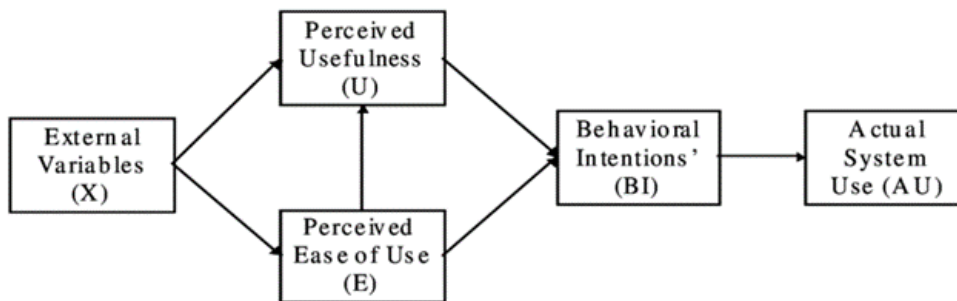 Perceived
Usefulness
(U)
External
Variables
(X)
Perceived
Ease of Use
(E)
Behavioral
Intentions’
(BI)
Actual
System
Use (AU)